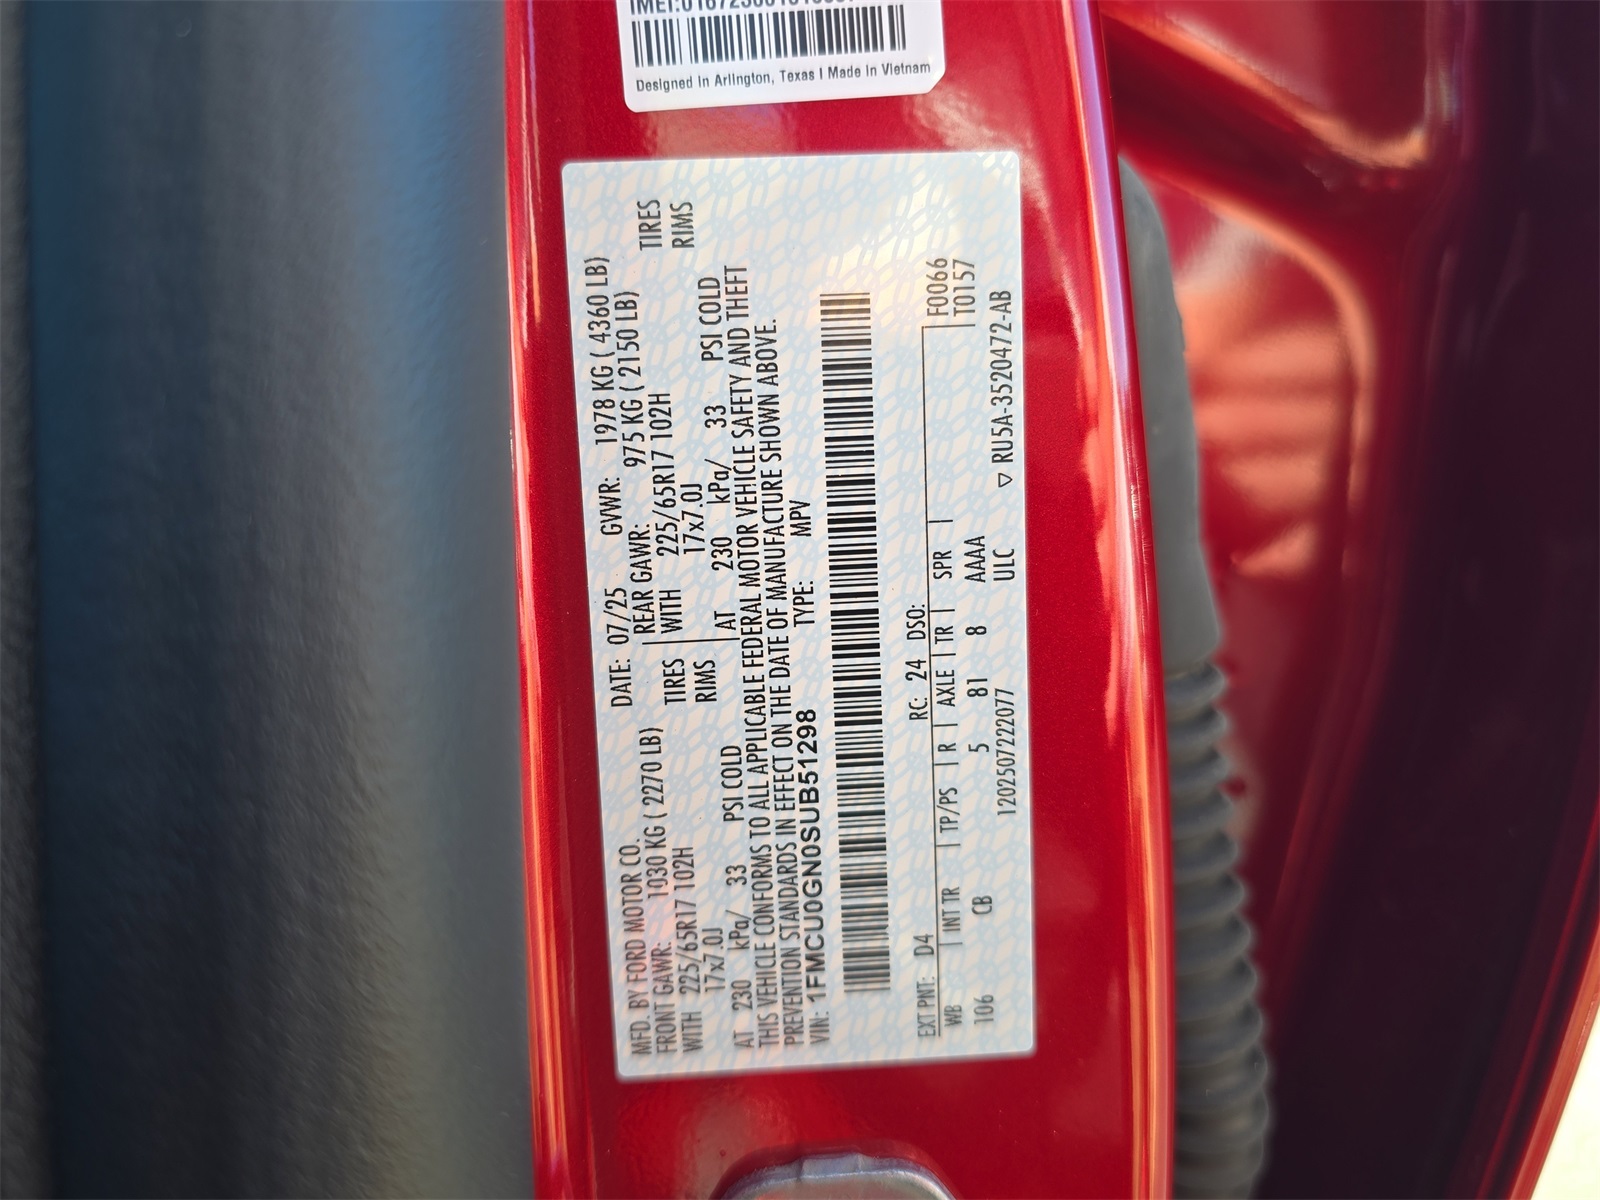 Designed in Arlington, Texas | Made in Vietnam
MFD. BY FORD MOTOR CO.
DATE: 07/25 GVWR: 1978 KG ( 4360 LB)
FRONT GAWR: 1030 KG ( 2270 LB) REAR GAWR: 975 KG ( 2150 LB)
WITH 225/65R17 102H TIRES WITH 225/65R17 102H TIRES
17x7.0J RIMS 17x7.0J RIMS
AT 230 kPa/ 33 PSI COLD AT 230 kPa/ 33 PSI COLD
THIS VEHICLE CONFORMS TO ALL APPLICABLE FEDERAL MOTOR VEHICLE SAFETY AND THEFT
PREVENTION STANDARDS IN EFFECT ON THE DATE OF MANUFACTURE SHOWN ABOVE.
VIN: 1FMCU0GN0SUB51298 TYPE: MPV
EXT PNT: D4 RC: 24 DSO: F0066
WB INT TR TP/PS R AXLE TR SPR T0157
106 CB 5 81 8 AAAA
1202507222077 ULC ▽ RU5A-3520472-AB